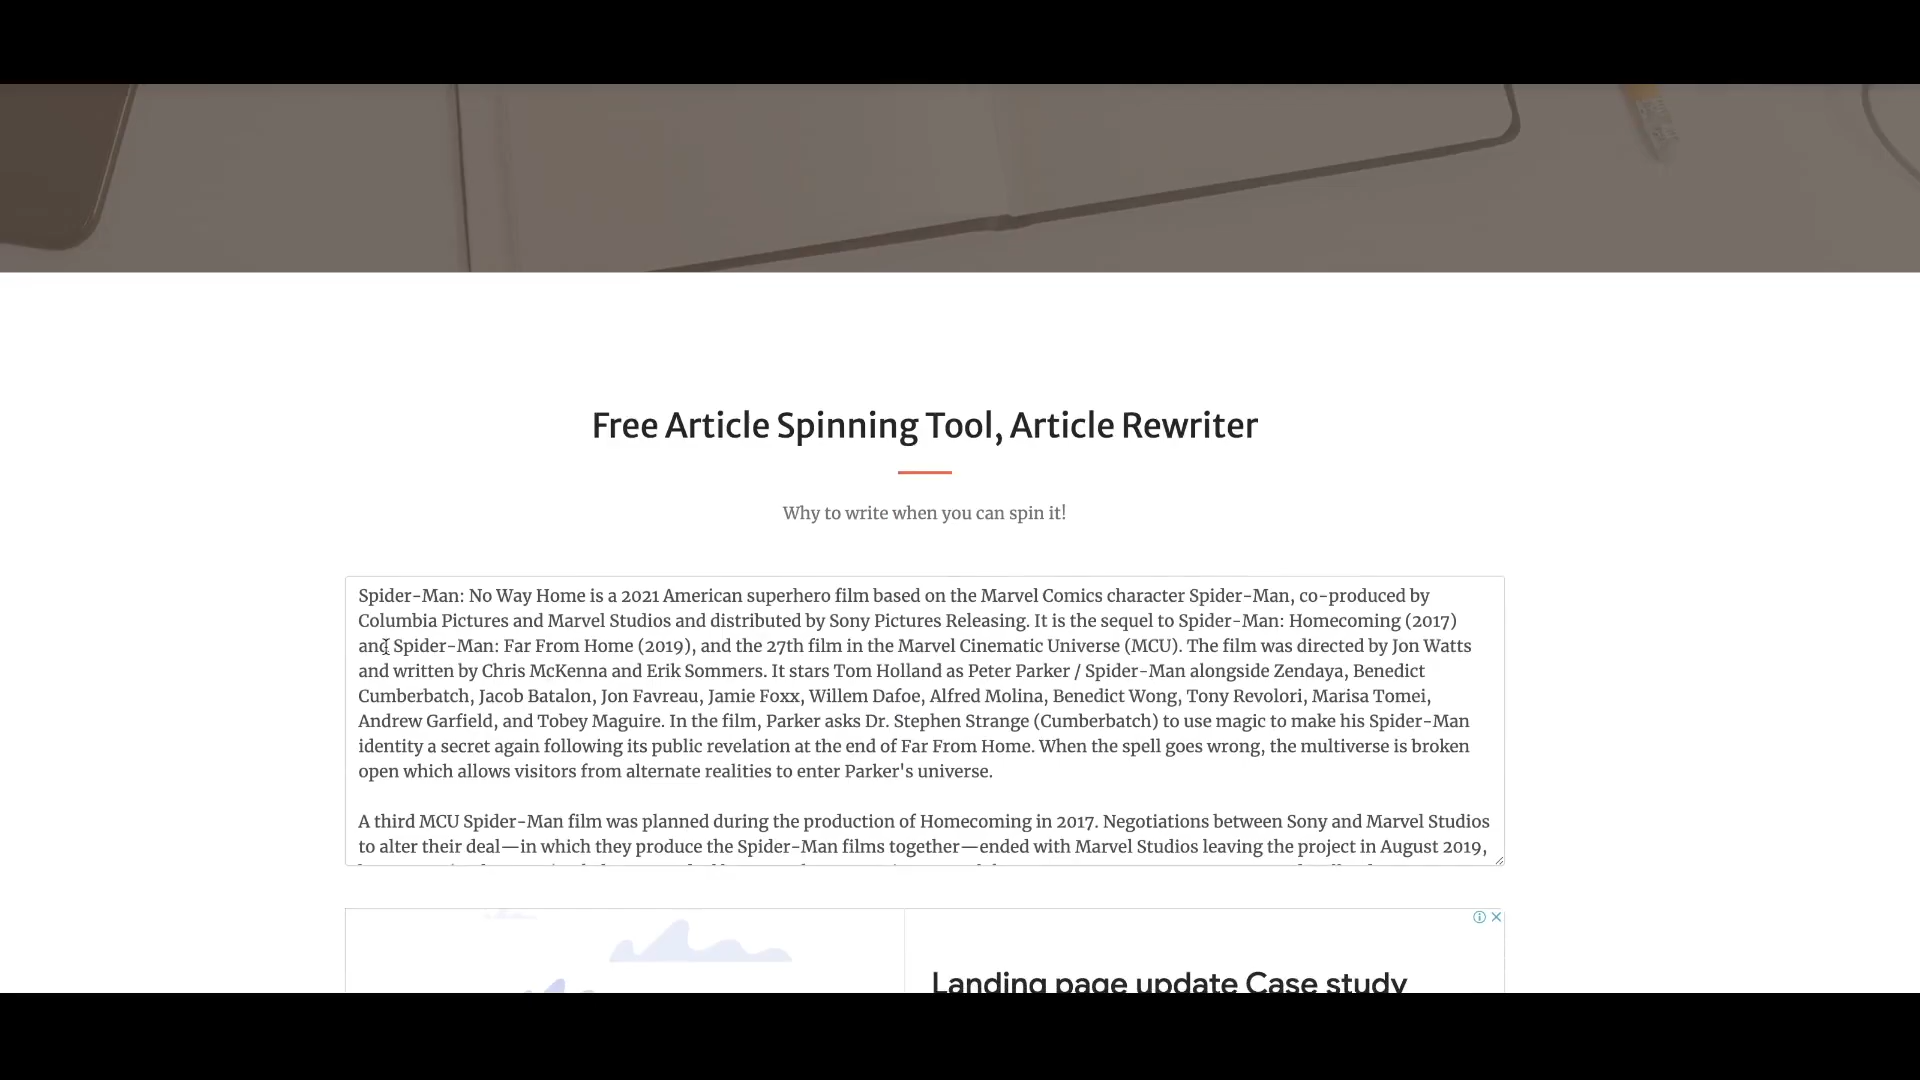 Free Article Spinning Tool, Article Rewriter
Why to write when you can spin it!
Spider-Man: No Way Home is a 2021 American superhero film based on the Marvel Comics character Spider-Man, co-produced by
Columbia Pictures and Marvel Studios and distributed by Sony Pictures Releasing. It is the sequel to Spider-Man: Homecoming (2017)
and Spider-Man: Far From Home (2019), and the 27th film in the Marvel Cinematic Universe (MCU). The film was directed by Jon Watts
and written by Chris McKenna and Erik Sommers. It stars Tom Holland as Peter Parker / Spider-Man alongside Zendaya, Benedict
Cumberbatch, Jacob Batalon, Jon Favreau, Jamie Foxx, Willem Dafoe, Alfred Molina, Benedict Wong, Tony Revolori, Marisa Tomei,
Andrew Garfield, and Tobey Maguire. In the film, Parker asks Dr. Stephen Strange (Cumberbatch) to use magic to make his Spider-Man
identity a secret again following its public revelation at the end of Far From Home. When the spell goes wrong, the multiverse is broken
open which allows visitors from alternate realities to enter Parker's universe.
A third MCU Spider-Man film was planned during the production of Homecoming in 2017. Negotiations between Sony and Marvel Studios
to alter their deal—in which they produce the Spider-Man films together—ended with Marvel Studios leaving the project in August 2019,
Landing page update Case study